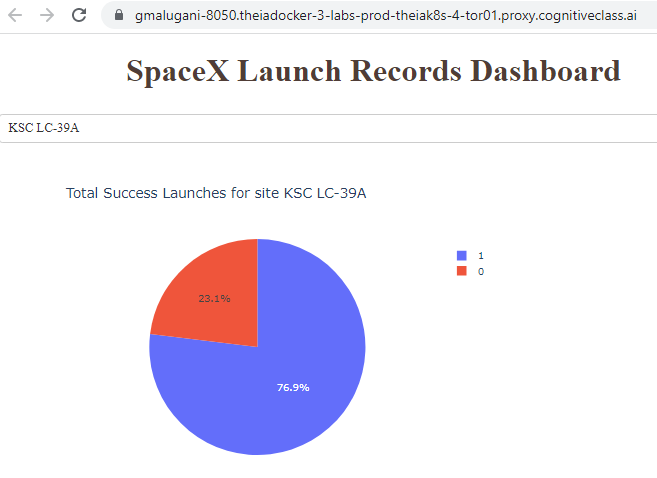 gmalugani-8050.theiadocker-3-labs-prod-theiak8s-4-tor01.proxy.cognitiveclass.ai
SpaceX Launch Records Dashboard
KSC LC-39A
Total Success Launches for site KSC LC-39A
1
0
23.1%
76.9%